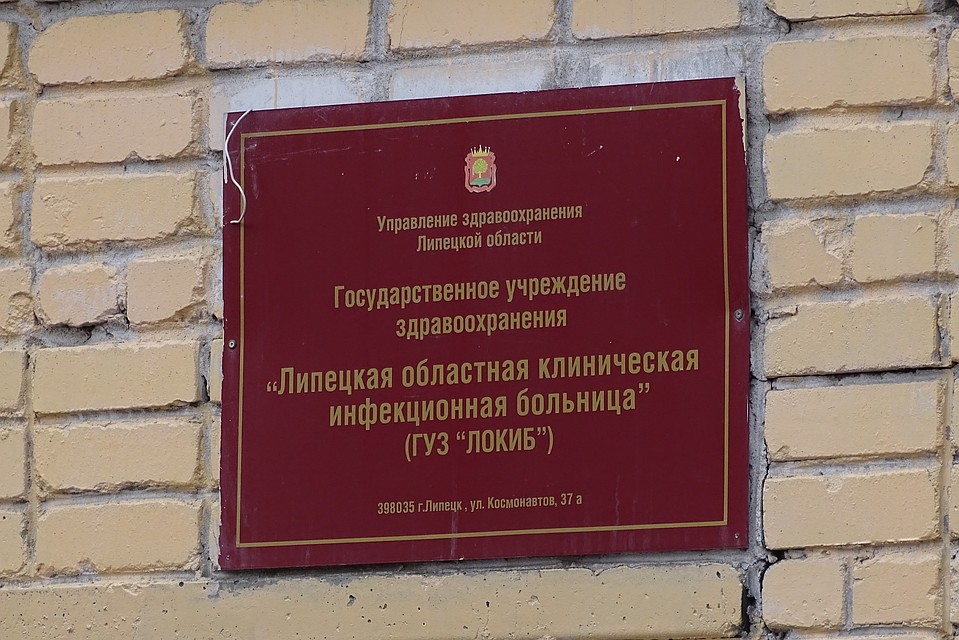 Управление здравоохранения
Липецкой области
Государственное учреждение
здравоохранения
“Липецкая областная клиническая
инфекционная больница”
(ГУЗ “ЛОКИБ”)
398035 г.Липецк , ул. Космонавтов, 37 а